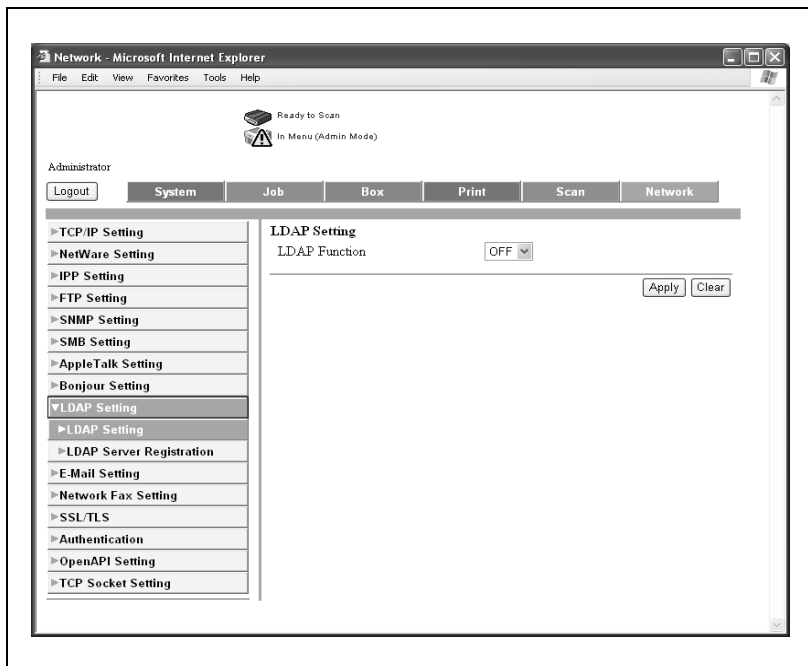 Network - Microsoft Internet Explorer
File Edit View Favorites Tools Help
Ready to Scan
In Menu (Admin Mode)
Administrator
Logout System Job Box Print Scan Network
TCP/IP Setting
NetWare Setting
IPP Setting
FTP Setting
SNMP Setting
SMB Setting
AppleTalk Setting
Bonjour Setting
LDAP Setting
LDAP Setting
LDAP Server Registration
E-Mail Setting
Network Fax Setting
SSL/TLS
Authentication
OpenAPI Setting
TCP Socket Setting
LDAP Setting
LDAP Function OFF
Apply Clear